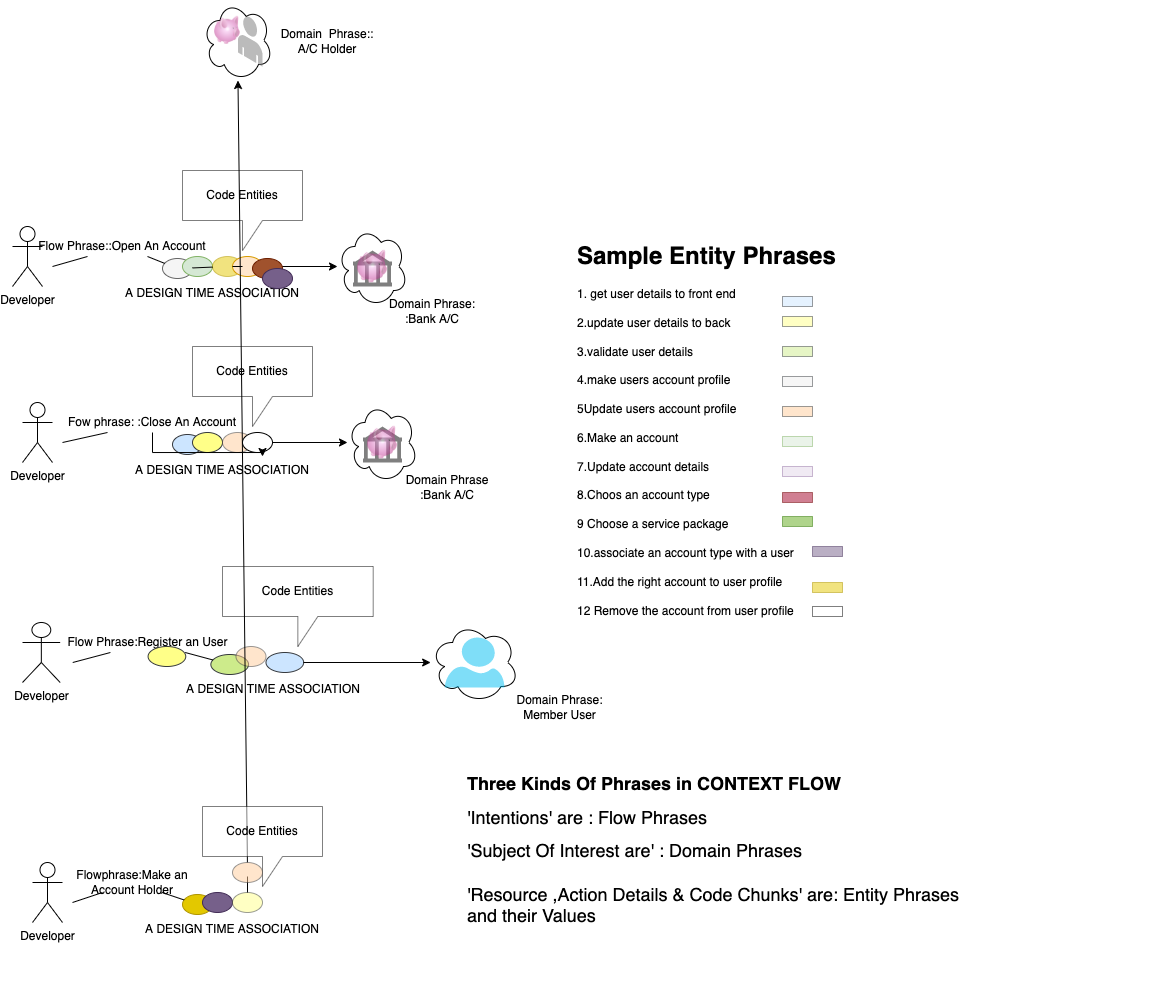 Domain Phrase::
A/C Holder
Code Entities
Flow Phrase::Open An Account
Developer
A DESIGN TIME ASSOCIATION
Domain Phrase:
:Bank A/C
Code Entities
Fow phrase: :Close An Account
Developer
A DESIGN TIME ASSOCIATION
Domain Phrase
:Bank A/C
Code Entities
Flow Phrase:Register an User
Developer
A DESIGN TIME ASSOCIATION
Domain Phrase:
Member User
Code Entities
Flowphrase:Make an
Account Holder
Developer
A DESIGN TIME ASSOCIATION
Sample Entity Phrases
1. get user details to front end
2.update user details to back
3.validate user details
4.make users account profile
5Update users account profile
6.Make an account
7.Update account details
8.Choos an account type
9 Choose a service package
10.associate an account type with a user
11.Add the right account to user profile
12 Remove the account from user profile
Three Kinds Of Phrases in CONTEXT FLOW
'Intentions' are : Flow Phrases
'Subject Of Interest are' : Domain Phrases
'Resource ,Action Details & Code Chunks' are: Entity Phrases
and their Values